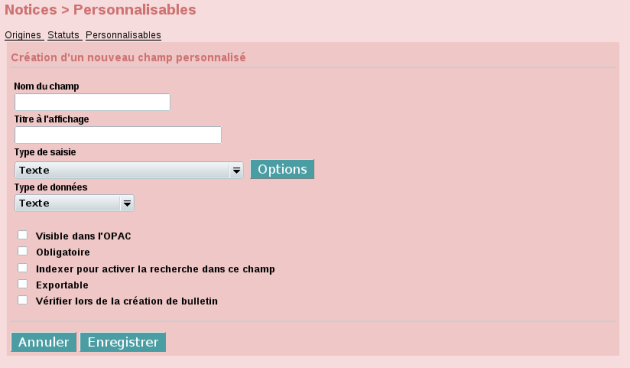 Notices > Personnalisables
Origines Statuts Personnalisables
Création d'un nouveau champ personnalisé
Nom du champ
Titre à l'affichage
Type de saisie
Texte Options
Type de données
Texte
Visible dans l'OPAC
Obligatoire
Indexer pour activer la recherche dans ce champ
Exportable
Vérifier lors de la création de bulletin
Annuler Enregistrer